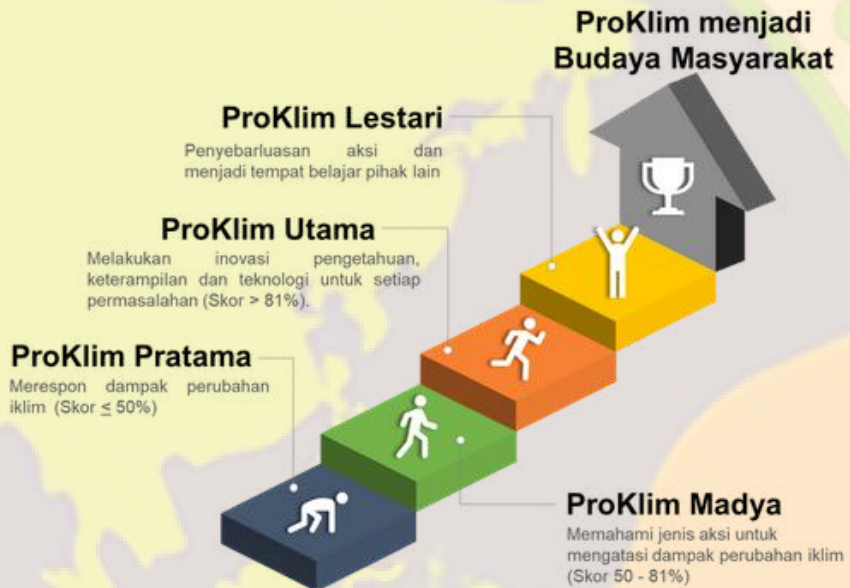 ProKlim menjadi
Budaya Masyarakat
ProKlim Lestari
Penyebarluasan aksi dan
menjadi tempat belajar pihak lain
ProKlim Utama
Melakukan inovasi pengetahuan,
keterampilan dan teknologi untuk setiap
permasalahan (Skor > 81%).
ProKlim Pratama
Merespon dampak perubahan
iklim (Skor ≤ 50%)
ProKlim Madya
Memahami jenis aksi untuk
mengatasi dampak perubahan iklim
(Skor 50 - 81%)